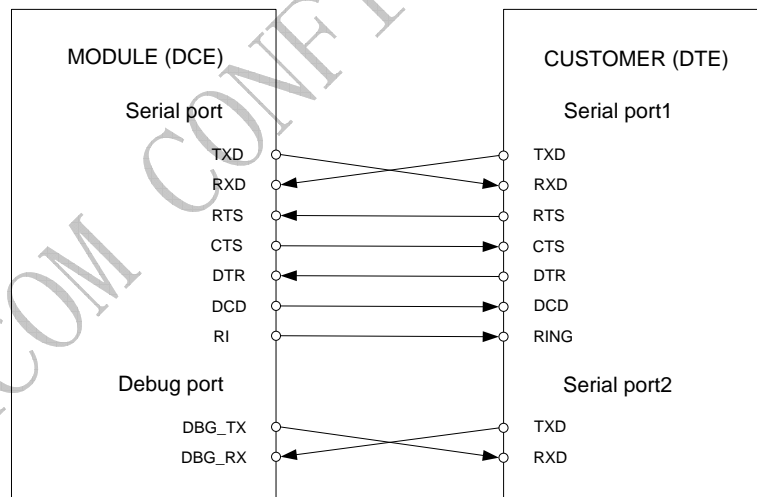 MODULE (DCE)
Serial port
TXD
RXD
RTS
CTS
DTR
DCD
RI
Debug port
DBG_TX
DBG_RX
CUSTOMER (DTE)
Serial port1
TXD
RXD
RTS
CTS
DTR
DCD
RING
Serial port2
TXD
RXD